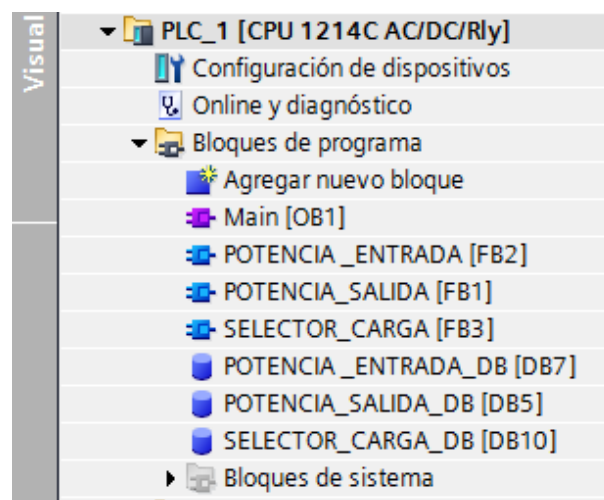 Visual
PLC_1 [CPU 1214C AC/DC/Rly]
Configuración de dispositivos
Online y diagnóstico
Bloques de programa
Agregar nuevo bloque
Main [OB1]
POTENCIA _ENTRADA [FB2]
POTENCIA_SALIDA [FB1]
SELECTOR_CARGA [FB3]
POTENCIA _ENTRADA_DB [DB7]
POTENCIA_SALIDA_DB [DB5]
SELECTOR_CARGA_DB [DB10]
Bloques de sistema